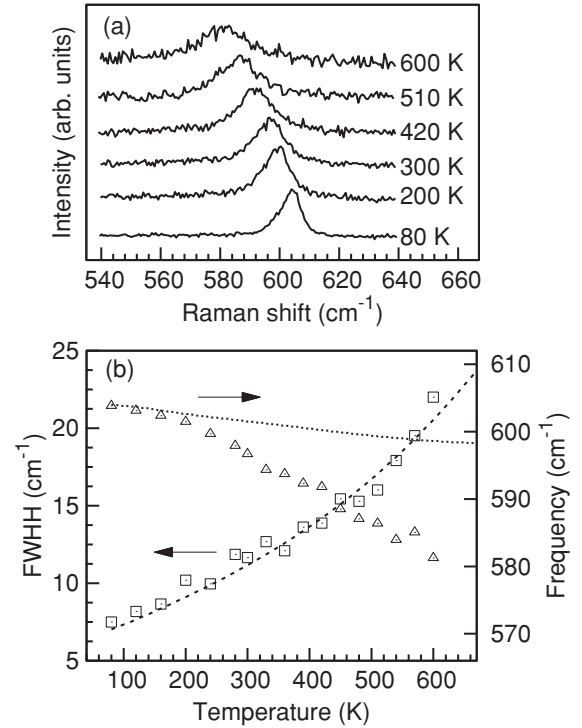 (a)
Intensity (arb. units)
600 K
510 K
420 K
300 K
200 K
80 K
540 560 580 600 620 640 660
Raman shift (cm-1)
(b)
25
20
15
10
5
FWHH (cm-1)
610
600
590
580
570
Frequency (cm-1)
100 200 300 400 500 600
Temperature (K)